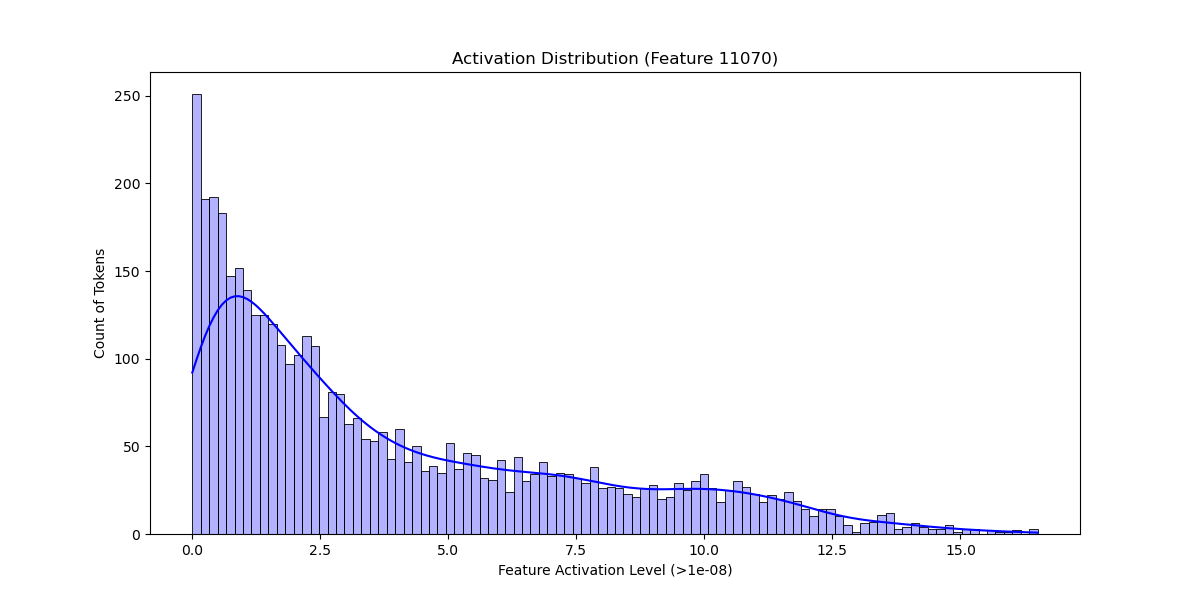 Activation Distribution (Feature 11070)
250
200
150
100
50
0
Count of Tokens
0.0 2.5 5.0 7.5 10.0 12.5 15.0
Feature Activation Level (>1e-08)